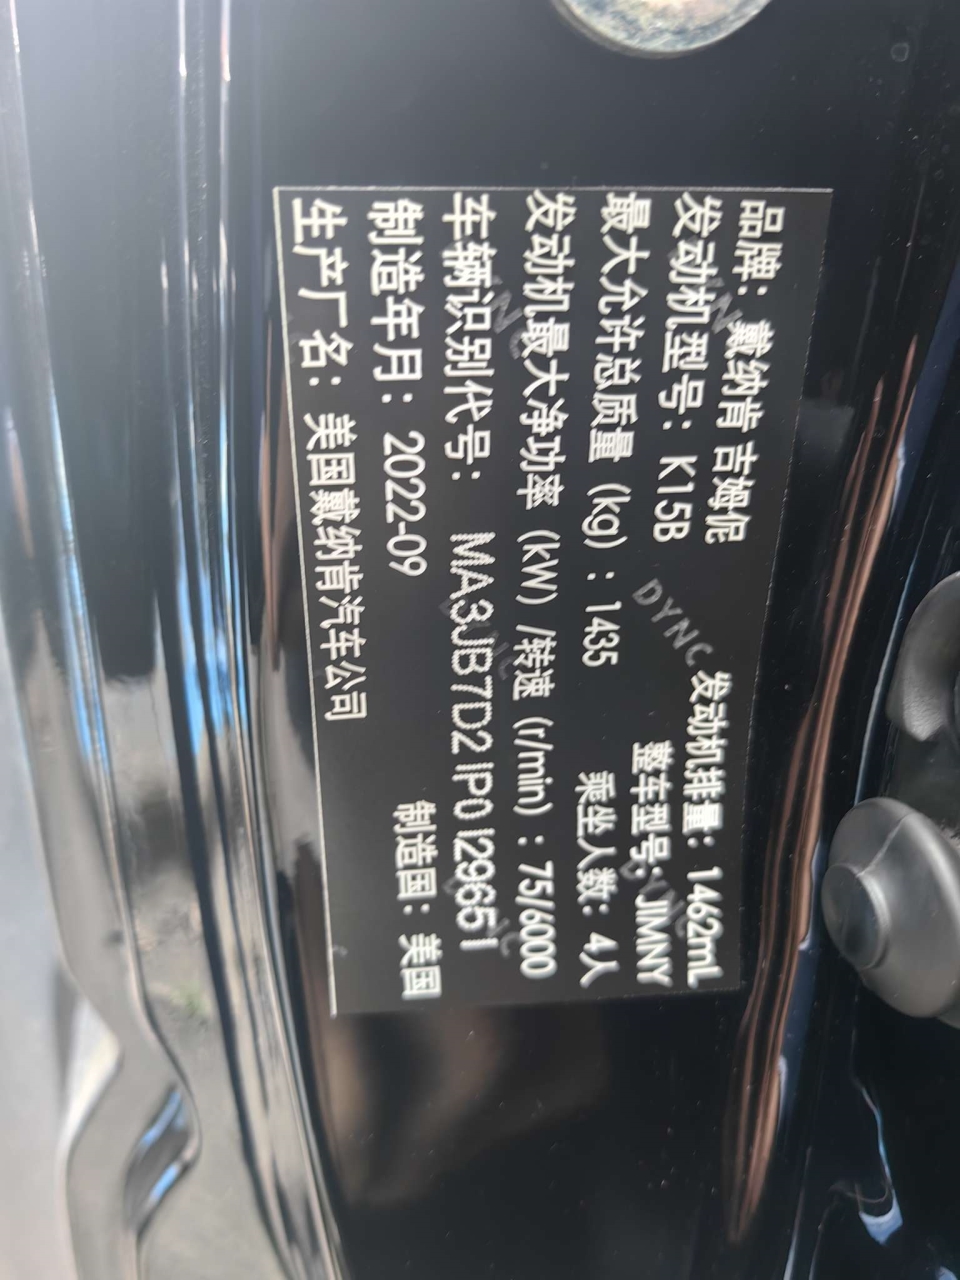 品牌：戴纳肯 吉姆伲
发动机型号：K15B 发动机排量：1462mL
最大允许总质量（kg）：1435 整车型号：JIMNY
发动机最大净功率（kW）/转速（r/min）：75/6000 乘坐人数：4人
车辆识别代号：MA3JB7D21P0129651
制造年月：2022-09 制造国：美国
生产厂名：美国戴纳肯汽车公司
DYNC